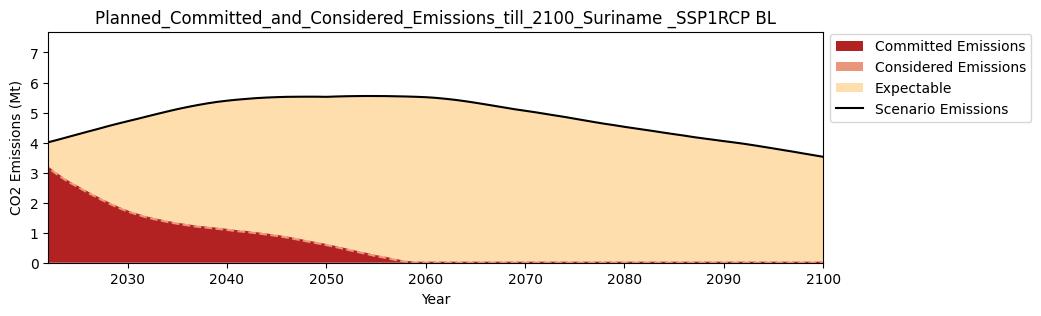 Planned_Committed_and_Considered_Emissions_till_2100_Suriname _SSP1RCP BL
Committed Emissions
Considered Emissions
Expectable
Scenario Emissions
CO2 Emissions (Mt)
7
6
5
4
3
2
1
0
2030 2040 2050 2060 2070 2080 2090 2100
Year